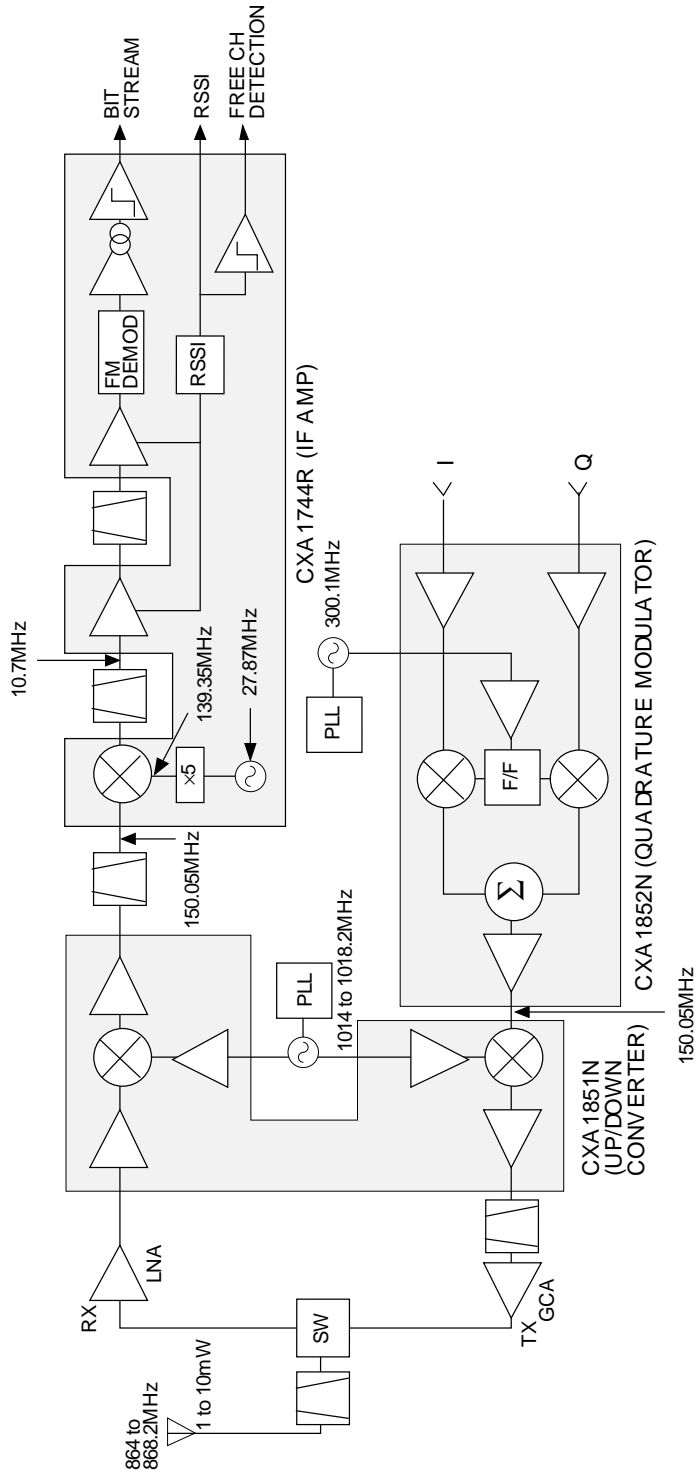 864 to
868.2MHz
1 to 10mW
SW
RX
LNA
TX
GCA
CXA1851N
(UP/DOWN
CONVERTER)
PLL
1014 to 1018.2MHz
150.05MHz
150.05MHz
CXA1744R (IF AMP)
×5
139.35MHz
27.87MHz
10.7MHz
FM
DEMOD
RSSI
BIT
STREAM
RSSI
FREE CH
DETECTION
CXA1852N (QUADRATURE MODULATOR)
Σ
F/F
PLL
300.1MHz
I
Q